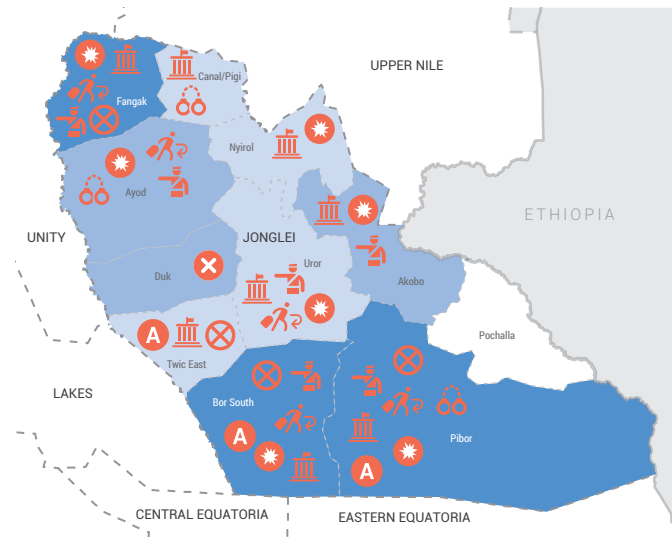 UPPER NILE
Canal/Pigi
Fangak
Nyirol
Ayod
ETHIOPIA
UNITY
JONGLEI
Uror
Duk
Akobo
A
Pochalla
Twic East
LAKES
Bor South
A
Pibor
A
CENTRAL EQUATORIA
EASTERN EQUATORIA